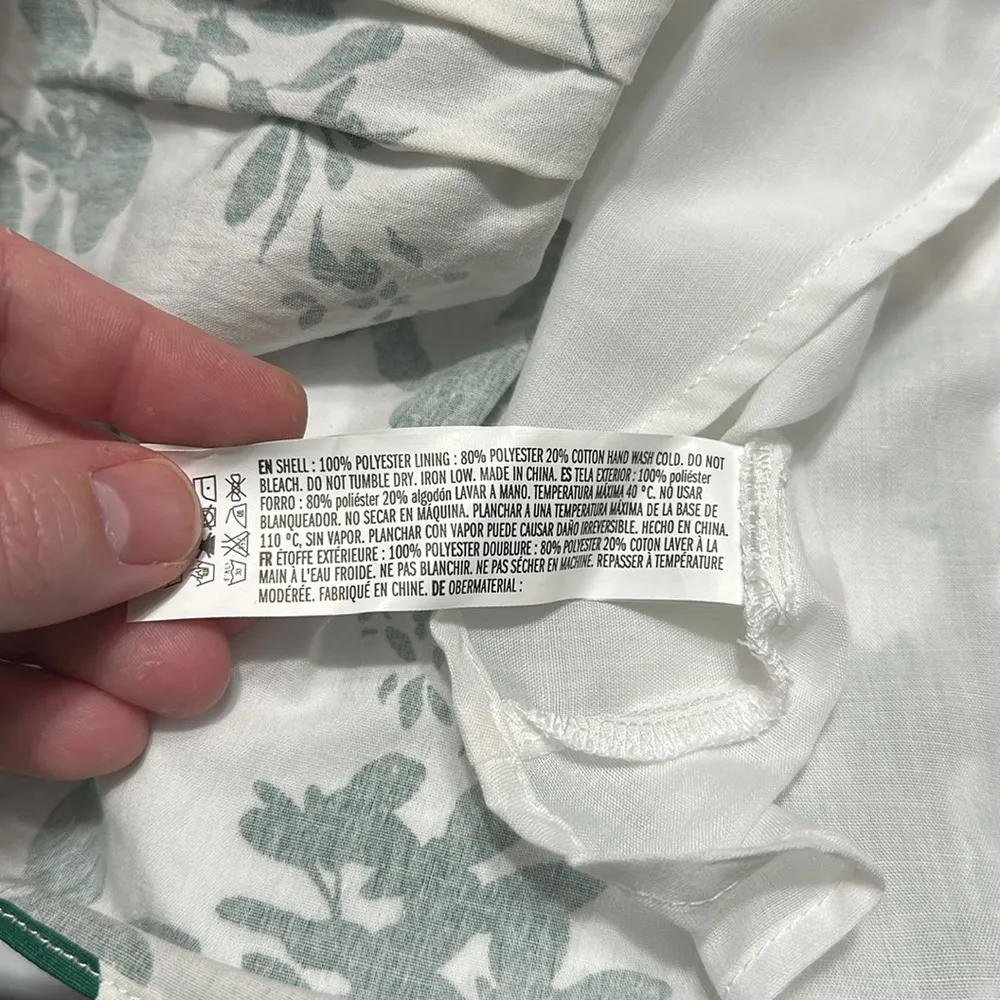 EN SHELL : 100% POLYESTER LINING : 80% POLYESTER 20% COTTON HAND WASH COLD. DO NOT
BLEACH. DO NOT TUMBLE DRY. IRON LOW. MADE IN CHINA. ES TELA EXTERIOR : 100% poliéster
FORRO : 80% poliéster 20% algodón LAVAR A MANO. TEMPERATURA MÁXIMA 40 °C. NO USAR
BLANQUEADOR. NO SECAR EN MÁQUINA. PLANCHAR A UNA TEMPERATURA MÁXIMA DE LA BASE DE
110 °C, SIN VAPOR. PLANCHAR CON VAPOR PUEDE CAUSAR DAÑO IRREVERSIBLE. HECHO EN CHINA.
FR ÉTOFFE EXTÉRIEURE : 100% POLYESTER DOUBLURE : 80% POLYESTER 20% COTON LAVER À LA
MAIN À L'EAU FROIDE. NE PAS BLANCHIR. NE PAS SÉCHER EN MACHINE. REPASSER À TEMPÉRATURE
MODÉRÉE. FABRIQUÉ EN CHINE. DE OBERMATERIAL :